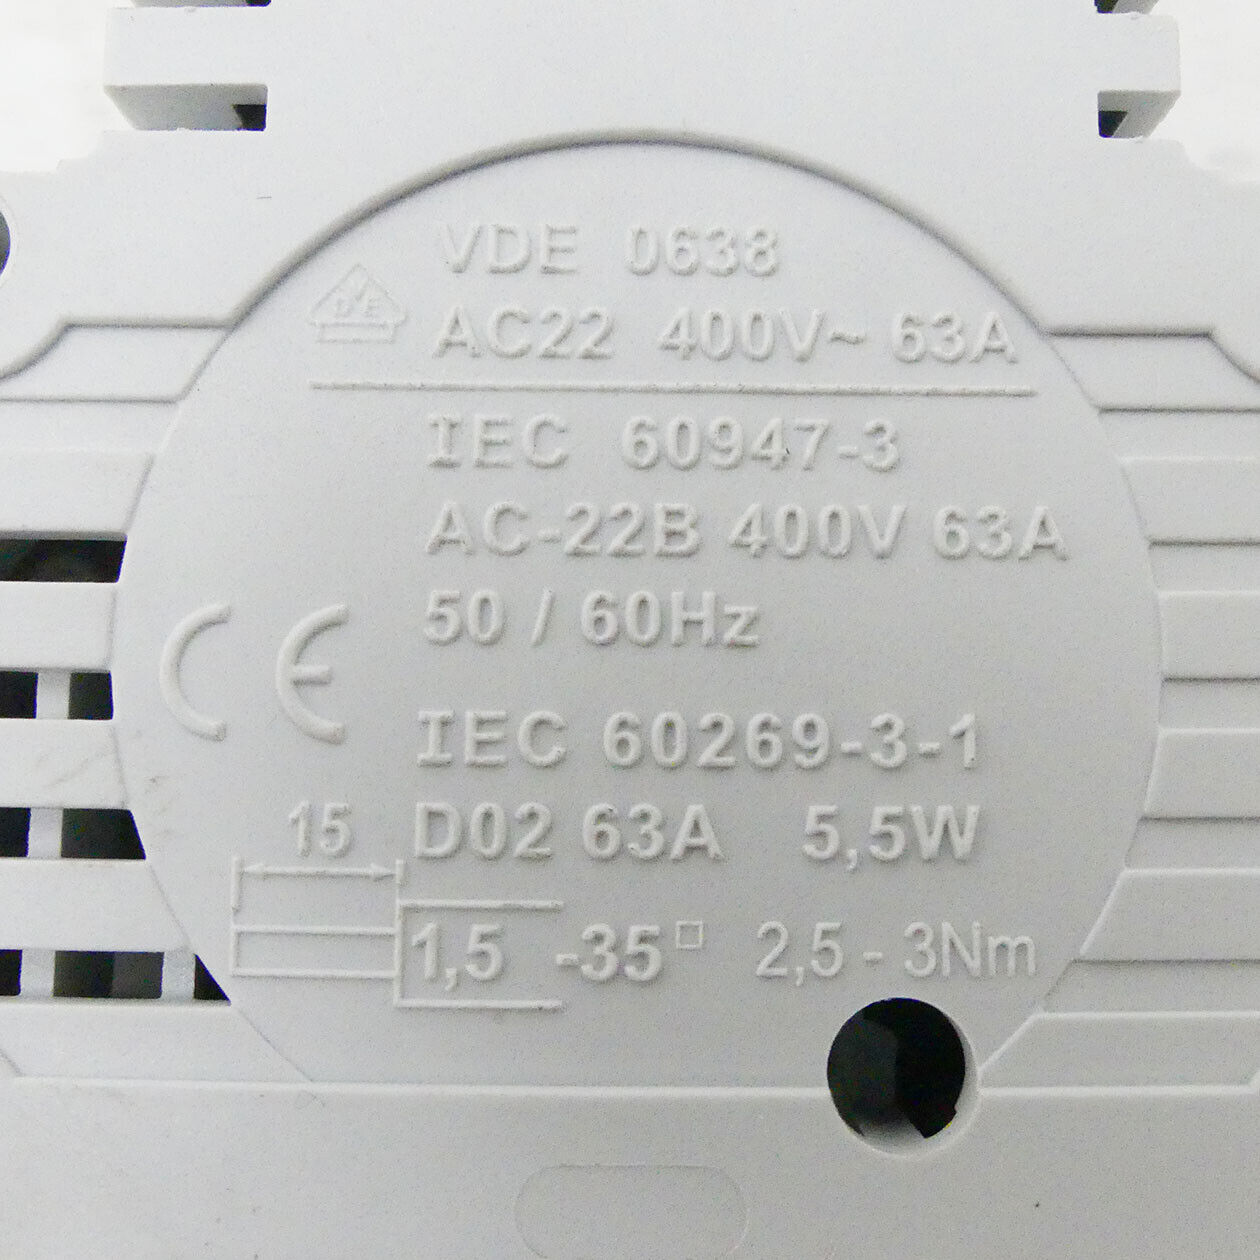 VDE 0638
VDE
AC22 400V~ 63A
IEC 60947-3
AC-22B 400V 63A
50 / 60Hz
CE
IEC 60269-3-1
15 D02 63A 5,5W
1,5 -35□ 2,5 - 3Nm